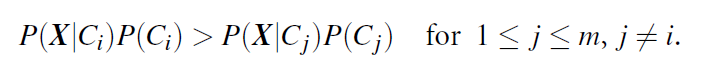 P(X|C_i)P(C_i) > P(X|C_j)P(C_j) for 1 ≤ j ≤ m, j ≠ i.